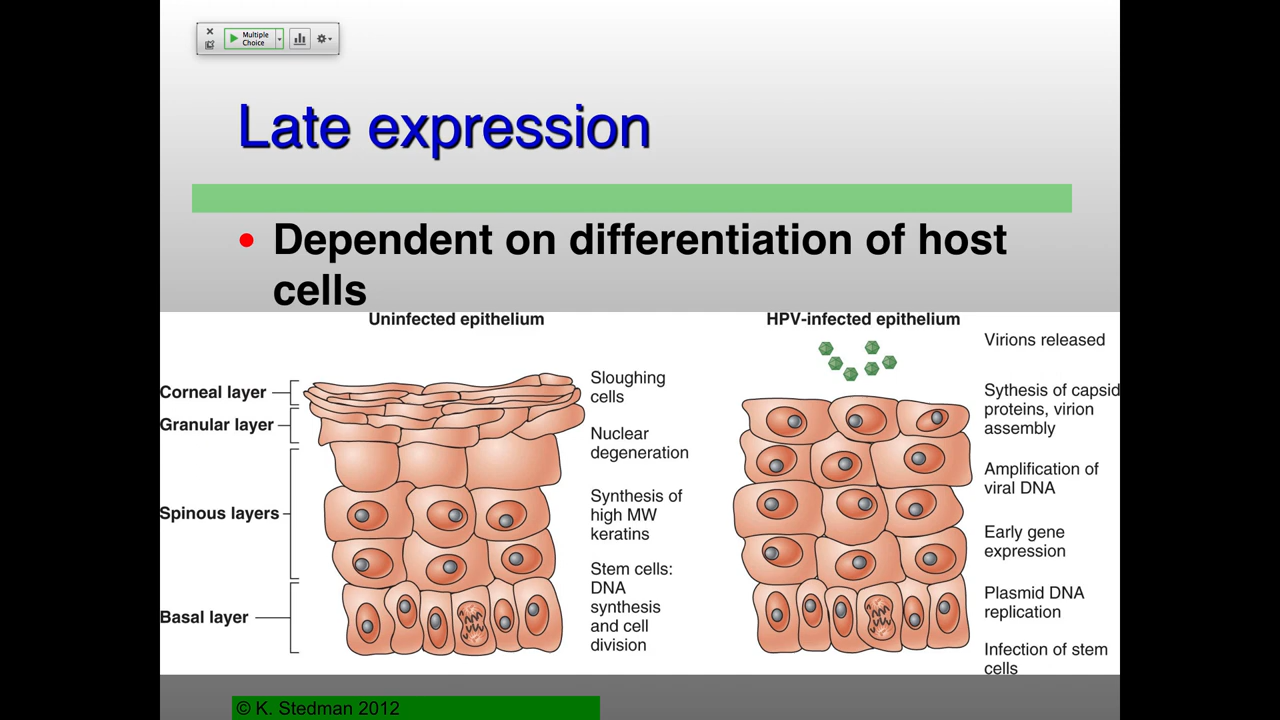 Multiple
Choice
Late expression
• Dependent on differentiation of host
cells
Uninfected epithelium
HPV-infected epithelium
Corneal layer
Granular layer
Spinous layers
Basal layer
Sloughing
cells
Nuclear
degeneration
Synthesis of
high MW
keratins
Stem cells:
DNA
synthesis
and cell
division
Virions released
Sythesis of capsid
proteins, virion
assembly
Amplification of
viral DNA
Early gene
expression
Plasmid DNA
replication
Infection of stem
cells
© K. Stedman 2012